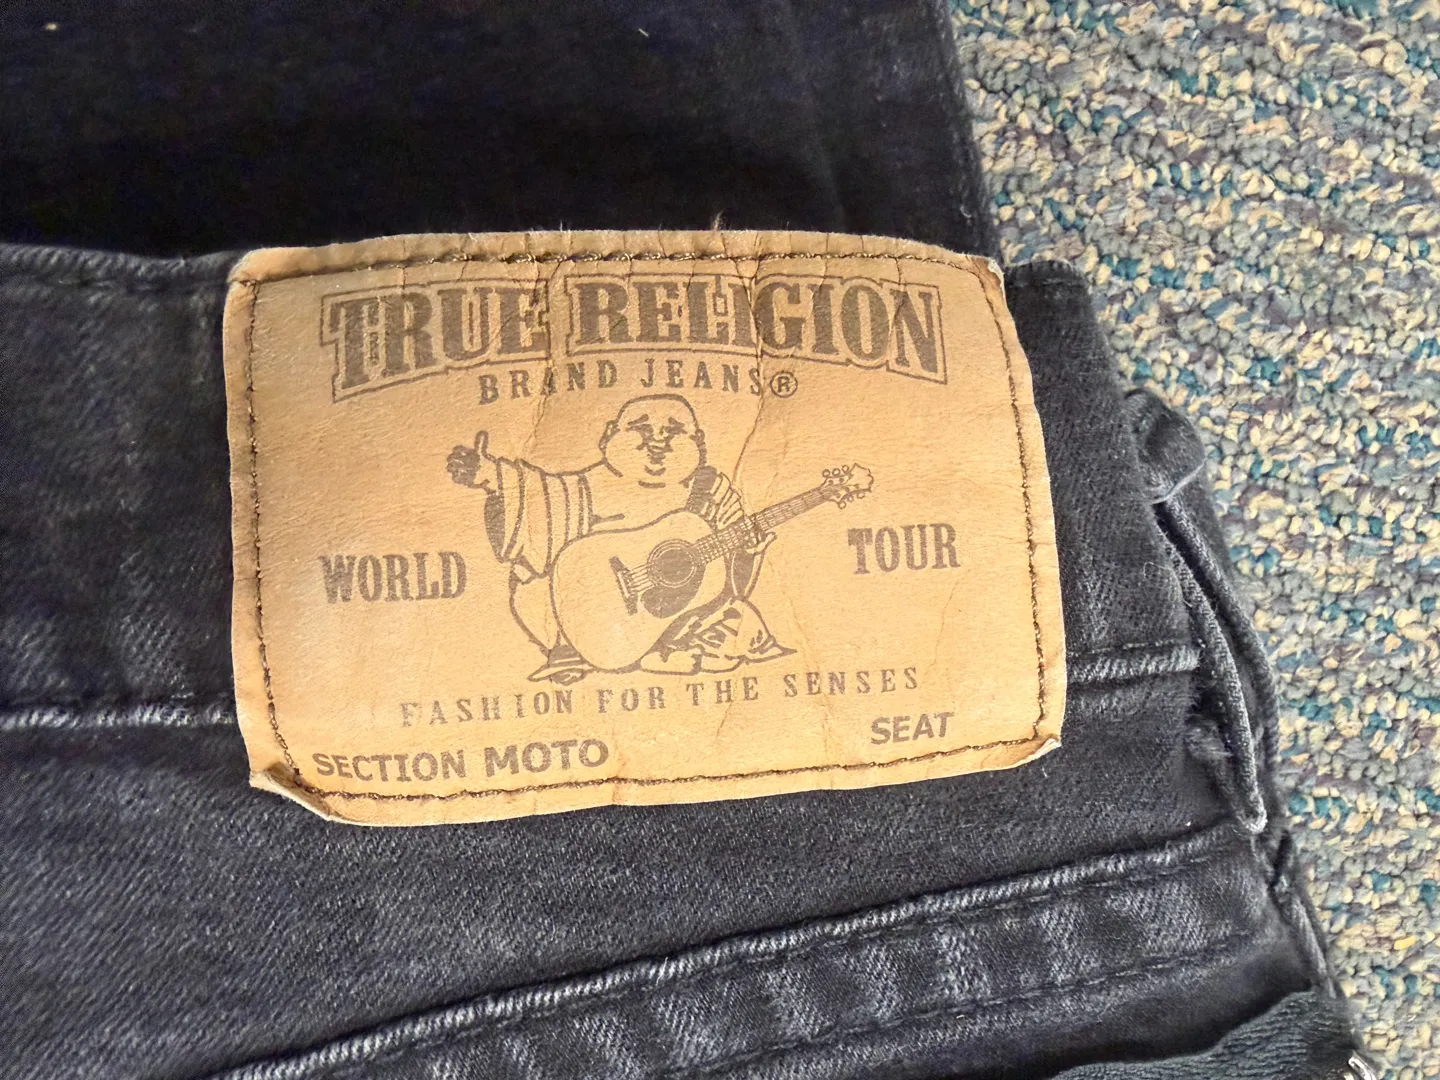 TRUE RELIGION
BRAND JEANS®
WORLD TOUR
FASHION FOR THE SENSES
SECTION MOTO SEAT